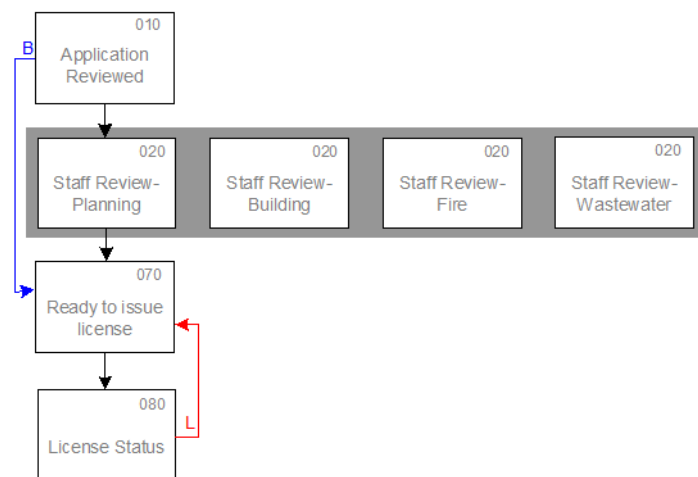 010
B
Application
Reviewed
020
Staff Review-
Planning
020
Staff Review-
Building
020
Staff Review-
Fire
020
Staff Review-
Wastewater
070
Ready to issue
license
080
L
License Status